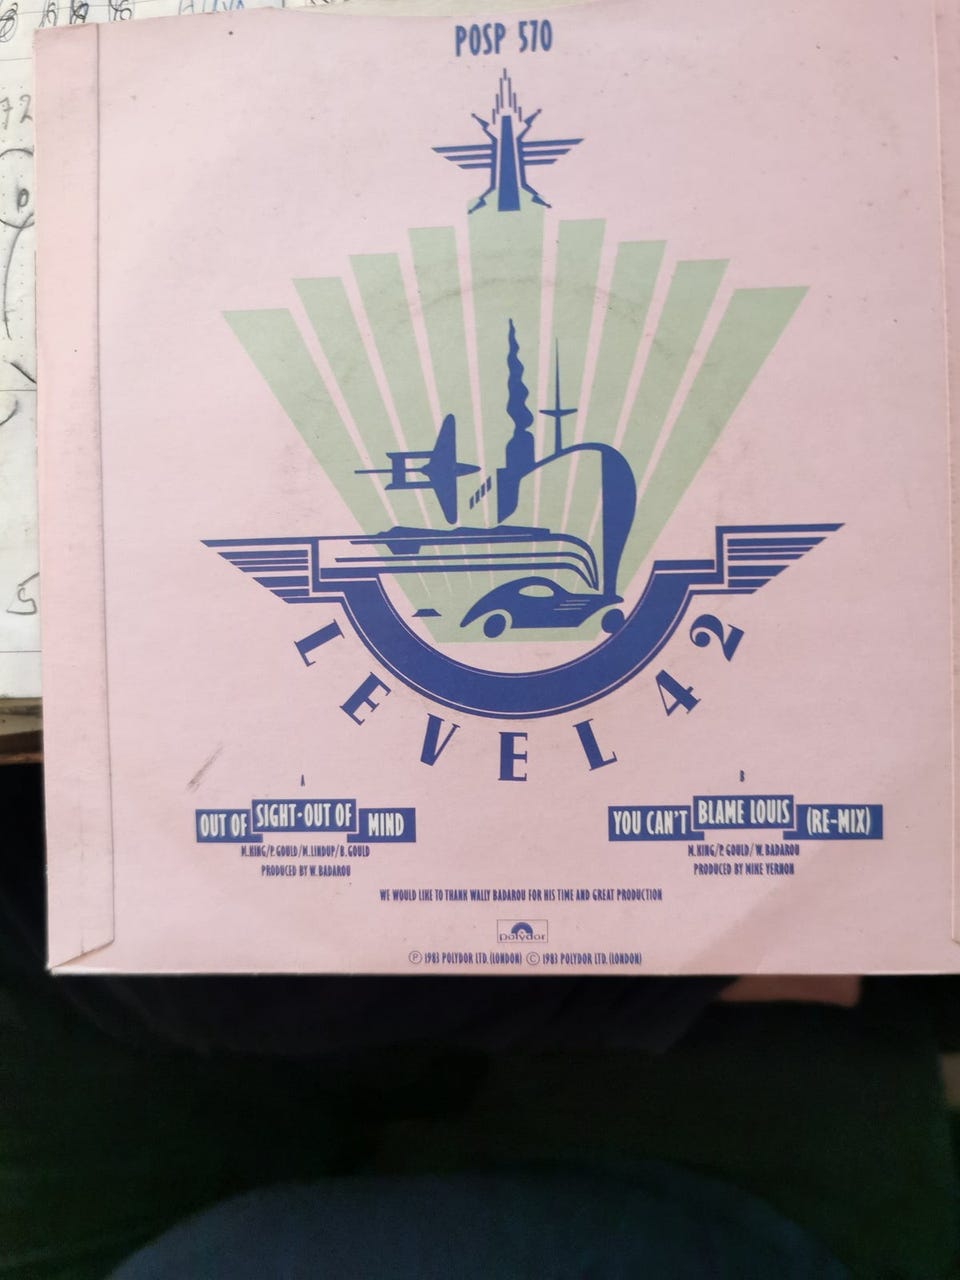 POSP 570
LEVEL 42
A
OUT OF SIGHT-OUT OF MIND
M.KING/P.GOULD/M.LINDUP/B.GOULD
PRODUCED BY W.BADAROU
B
YOU CAN'T BLAME LOUIS (RE-MIX)
M.KING/P.GOULD/W.BADAROU
PRODUCED BY MIKE VERNON
WE WOULD LIKE TO THANK WALLY BADAROU FOR HIS TIME AND GREAT PRODUCTION
polydor
Ⓟ 1983 POLYDOR LTD.(LONDON) © 1983 POLYDOR LTD.(LONDON)
72
5